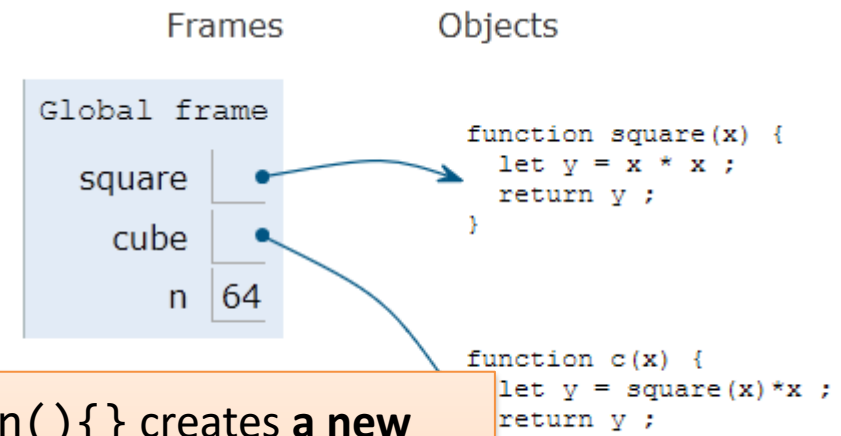 Frames Objects
Global frame
square
cube
n 64
function square(x) {
let y = x * x ;
return y ;
}
function c(x) {
let y = square(x)*x ;
return y ;
n(){} creates a new